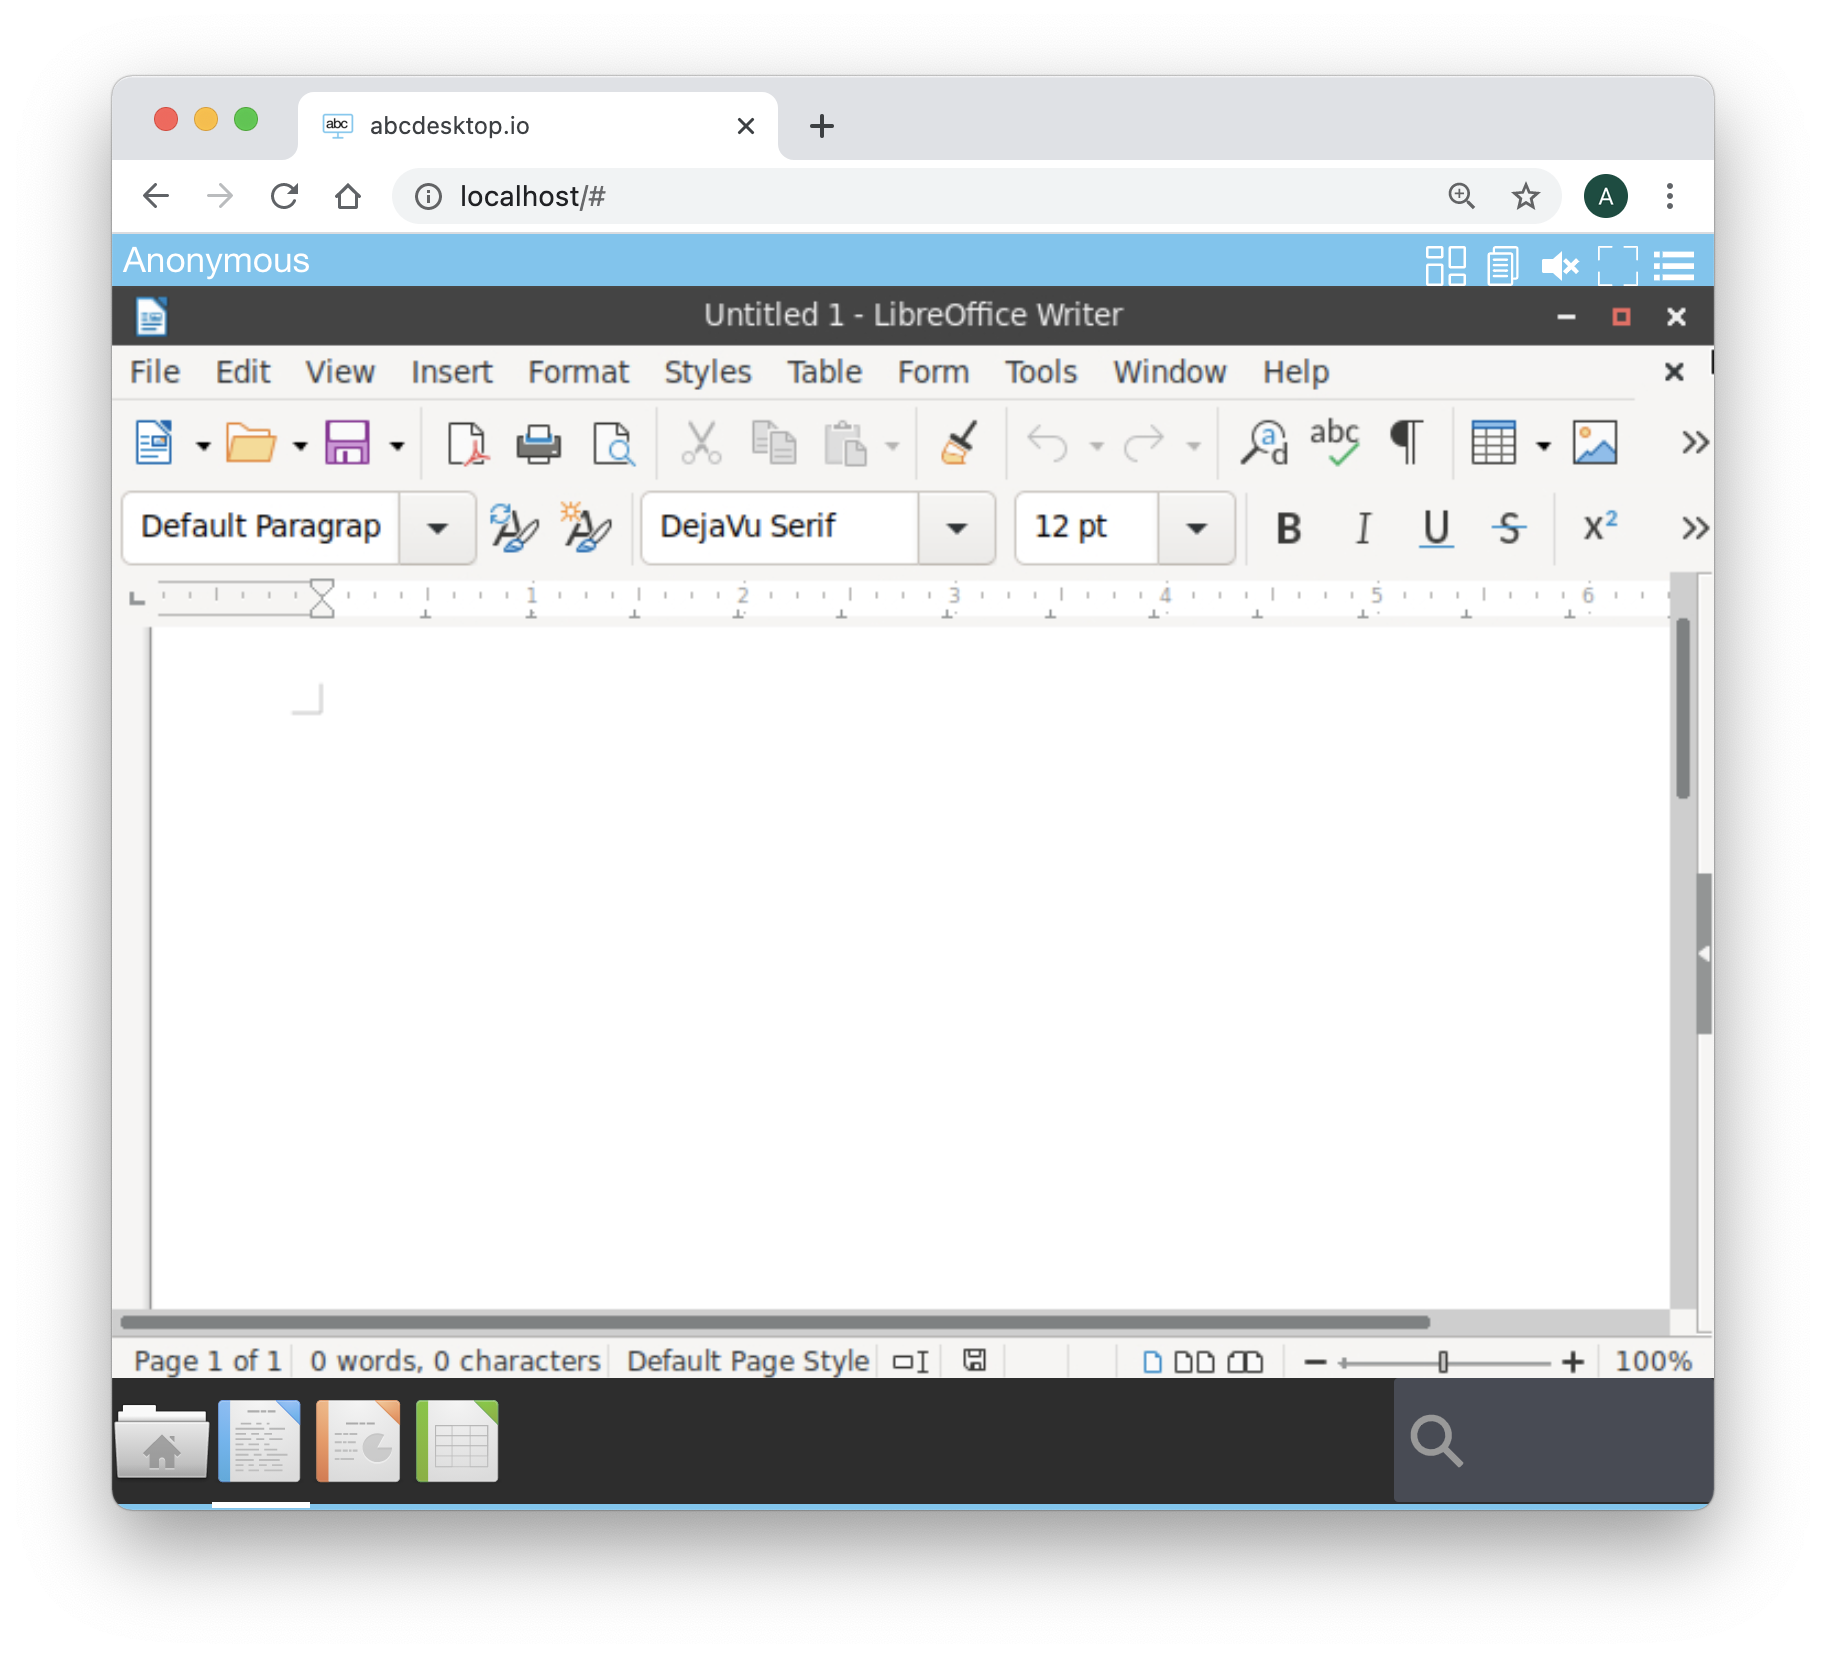 abc abcdesktop.io
localhost/#
A
Anonymous
Untitled 1 - LibreOffice Writer
File Edit View Insert Format Styles Table Form Tools Window Help
a d abc ¶
Default Paragrap DejaVu Serif 12 pt B I U S x²
1 2 3 4 5 6
Page 1 of 1 0 words, 0 characters Default Page Style 100%